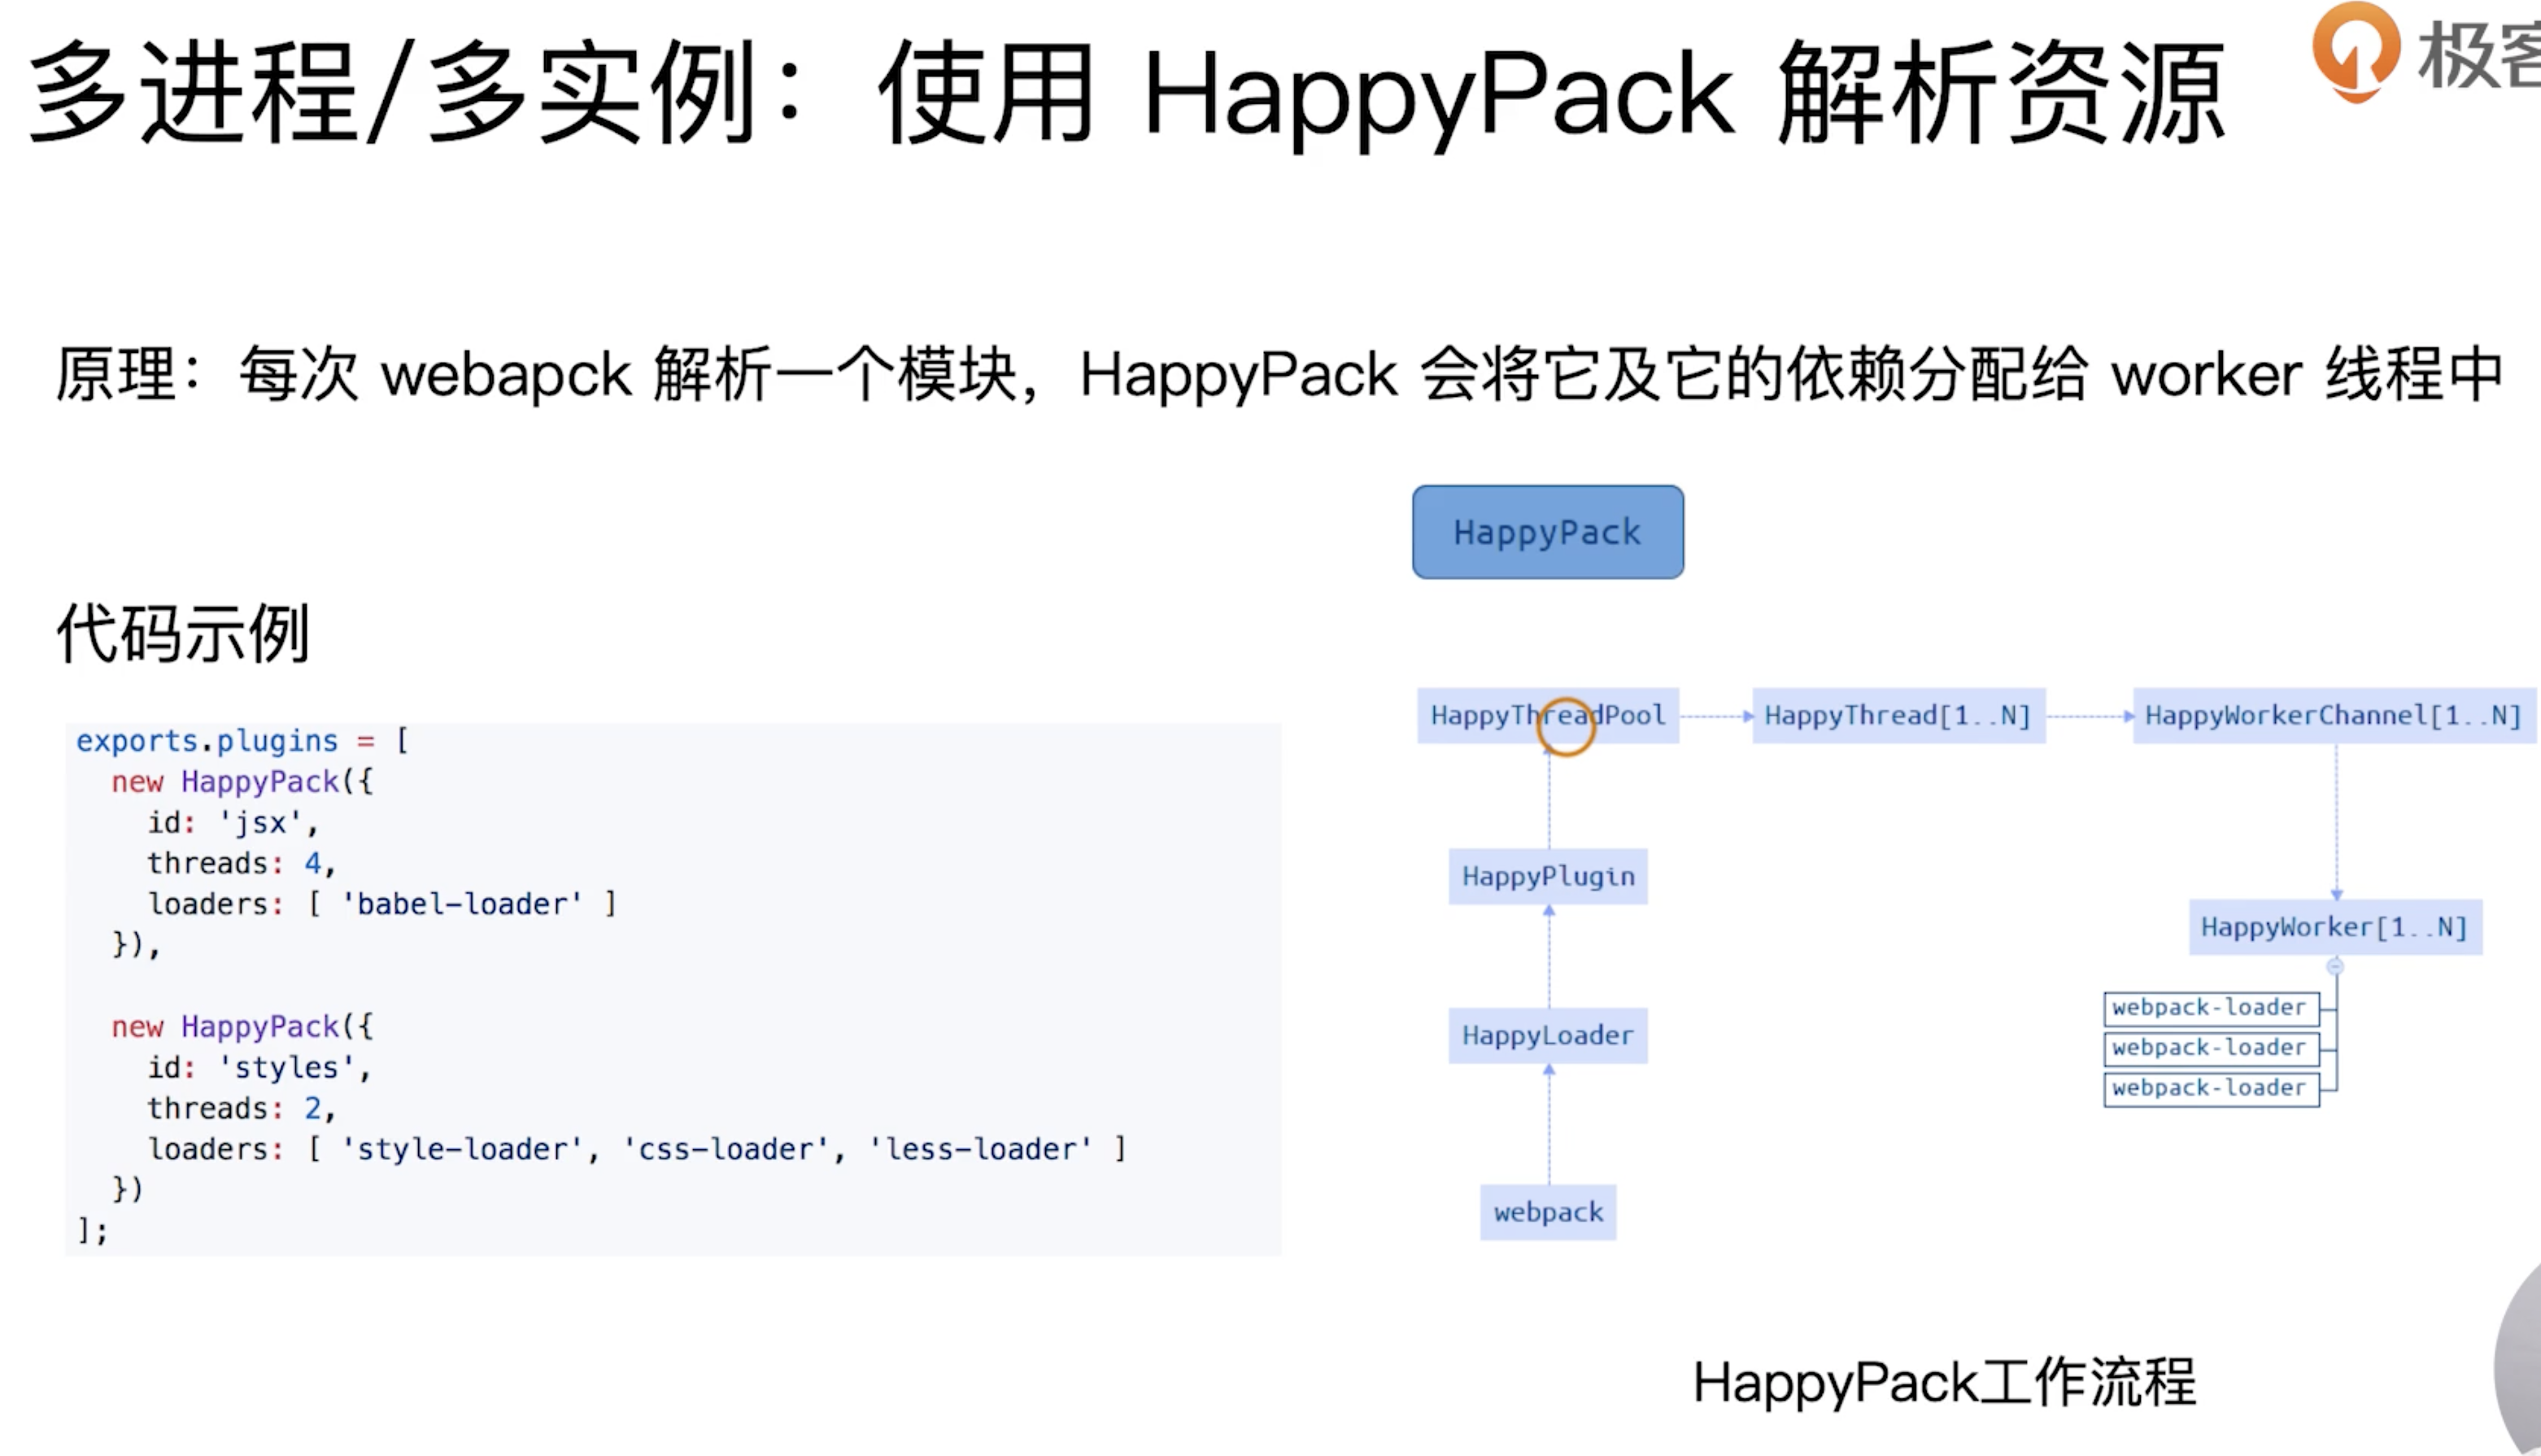 多进程/多实例：使用 HappyPack 解析资源
极客
原理：每次 webapck 解析一个模块，HappyPack 会将它及它的依赖分配给 worker 线程中
代码示例
exports.plugins = [
  new HappyPack({
    id: 'jsx',
    threads: 4,
    loaders: [ 'babel-loader' ]
  }),

  new HappyPack({
    id: 'styles',
    threads: 2,
    loaders: [ 'style-loader', 'css-loader', 'less-loader' ]
  })
];
HappyPack
HappyThreadPool
HappyThread[1..N]
HappyWorkerChannel[1..N]
HappyPlugin
HappyWorker[1..N]
webpack-loader
HappyLoader
webpack-loader
webpack-loader
webpack
HappyPack工作流程